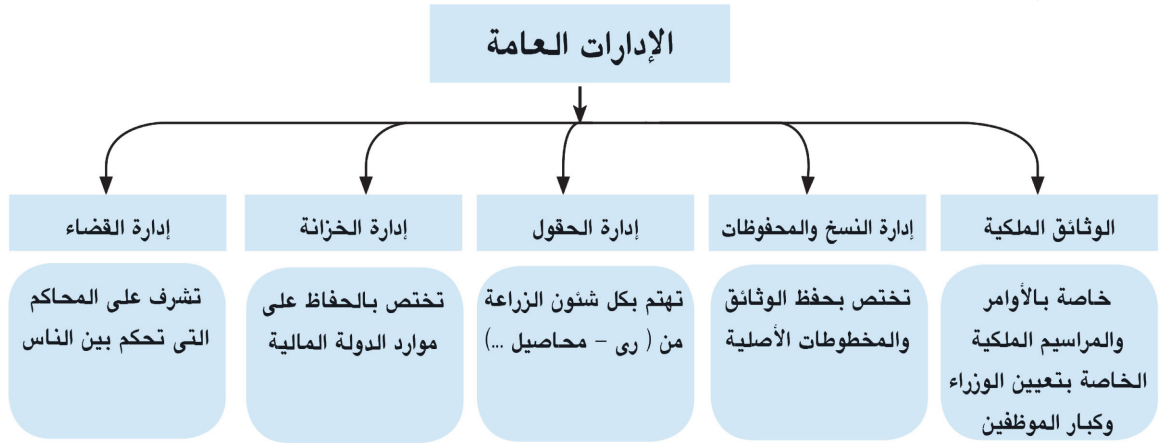 الإدارات العامة
الوثائق الملكية
خاصة بالأوامر
والمراسيم الملكية
الخاصة بتعيين الوزراء
وكبار الموظفين
إدارة النسخ والمحفوظات
تختص بحفظ الوثائق
والمخطوطات الأصلية
إدارة الحقول
تهتم بكل شئون الزراعة
من ( رى - محاصيل ...)
إدارة الخزانة
تختص بالحفاظ على
موارد الدولة المالية
إدارة القضاء
تشرف على المحاكم
التى تحكم بين الناس